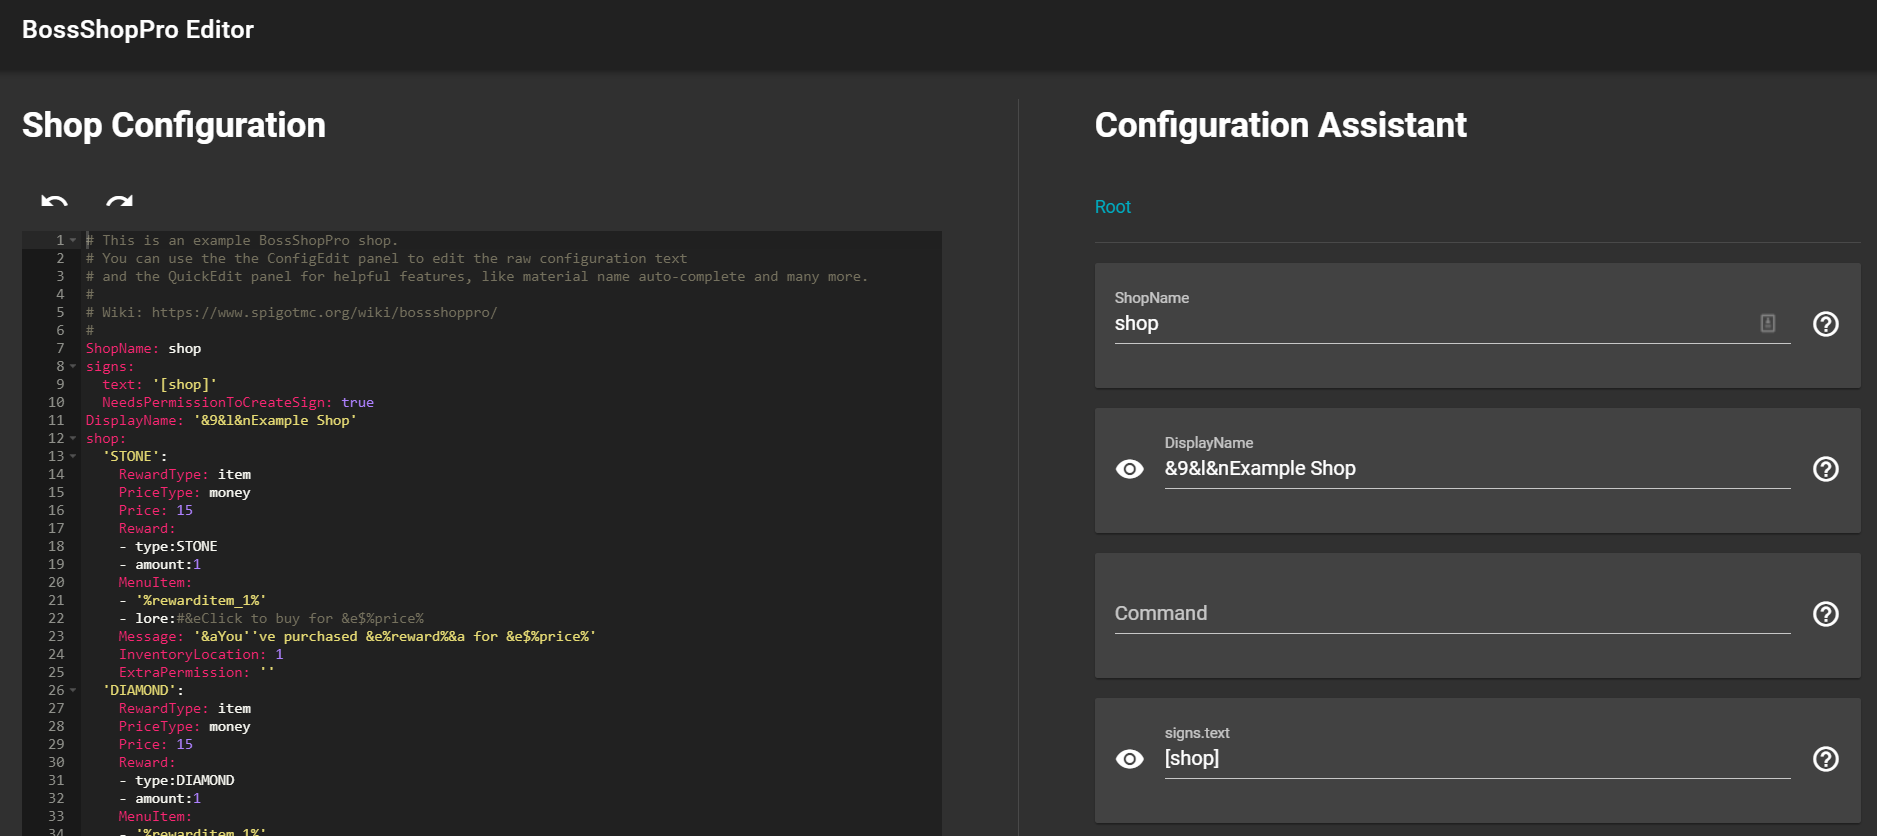 BossShopPro Editor
Shop Configuration
1 # This is an example BossShopPro shop.
2 # You can use the the ConfigEdit panel to edit the raw configuration text
3 # and the QuickEdit panel for helpful features, like material name auto-complete and many more.
4 #
5 # Wiki: https://www.spigotmc.org/wiki/bossshoppro/
6 #
7 ShopName: shop
8 signs:
9   text: '[shop]'
10   NeedsPermissionToCreateSign: true
11 DisplayName: '&9&l&nExample Shop'
12 shop:
13   'STONE':
14     RewardType: item
15     PriceType: money
16     Price: 15
17     Reward:
18     - type:STONE
19     - amount:1
20     MenuItem:
21     - '%rewarditem_1%'
22     - lore:#&eClick to buy for &e$%price%
23     Message: '&aYou''ve purchased &e%reward%&a for &e$%price%'
24     InventoryLocation: 1
25     ExtraPermission: ''
26   'DIAMOND':
27     RewardType: item
28     PriceType: money
29     Price: 15
30     Reward:
31     - type:DIAMOND
32     - amount:1
33     MenuItem:
34     - '%rewarditem_1%'
Configuration Assistant
Root
ShopName
shop
DisplayName
&9&l&nExample Shop
Command
signs.text
[shop]